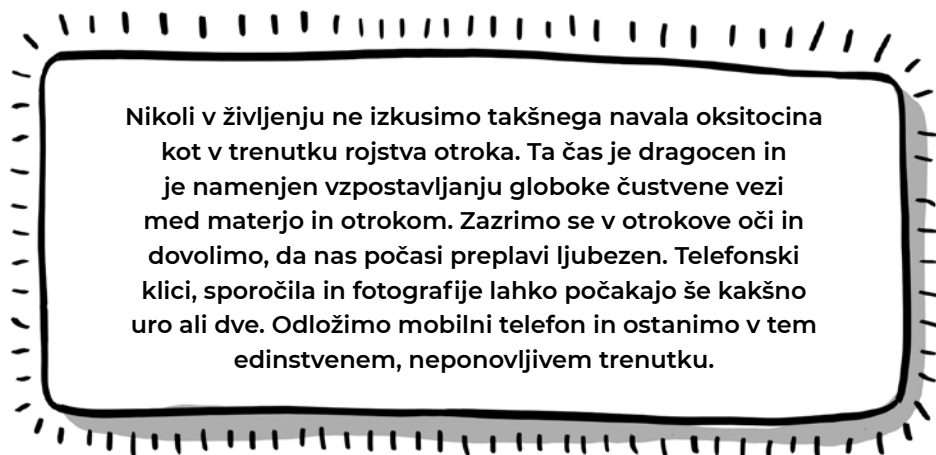 Nikoli v življenju ne izkusimo takšnega navala oksitocina
kot v trenutku rojstva otroka. Ta čas je dragocen in
je namenjen vzpostavljanju globoke čustvene vezi
med materjo in otrokom. Zazrimo se v otrokove oči in
dovolimo, da nas počasi preplavi ljubezen. Telefonski
klici, sporočila in fotografije lahko počakajo še kakšno
uro ali dve. Odložimo mobilni telefon in ostanimo v tem
edinstvenem, neponovljivem trenutku.